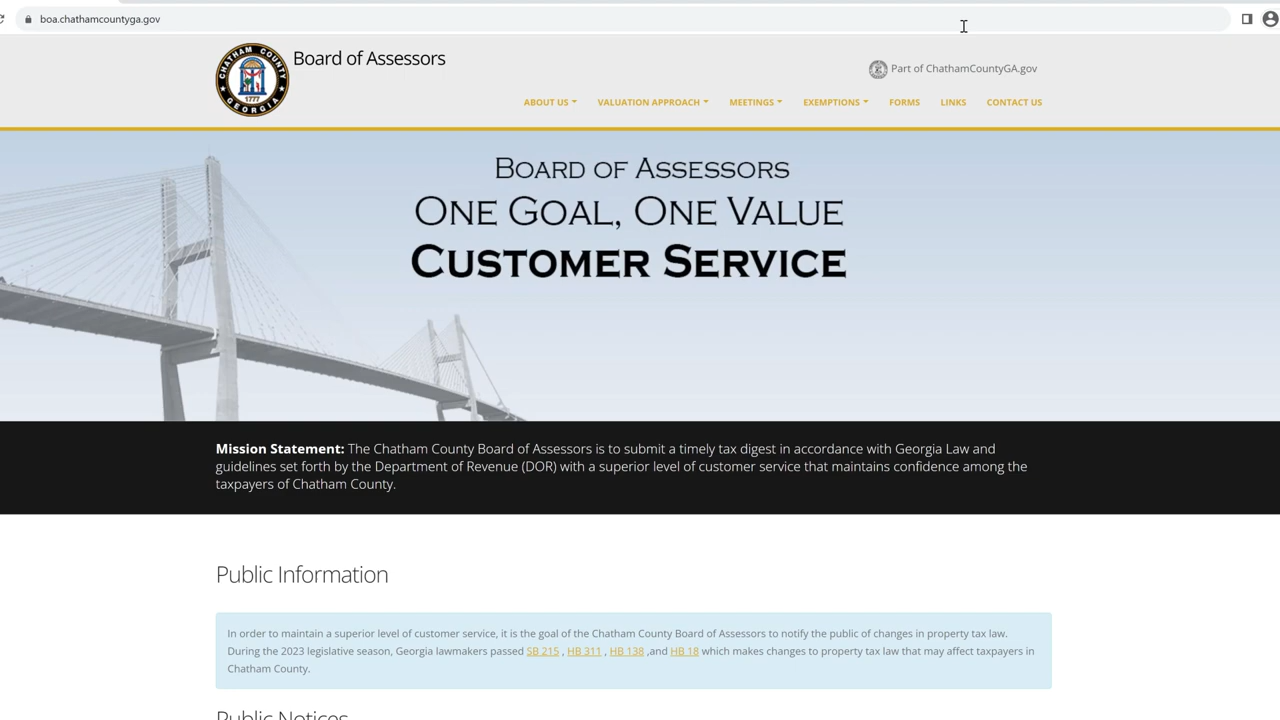 boa.chathamcountyga.gov
CHATHAM COUNTY
1777
GEORGIA
Board of Assessors
Part of ChathamCountyGA.gov
ABOUT US
VALUATION APPROACH
MEETINGS
EXEMPTIONS
FORMS
LINKS
CONTACT US
BOARD OF ASSESSORS
ONE GOAL, ONE VALUE
CUSTOMER SERVICE
Mission Statement: The Chatham County Board of Assessors is to submit a timely tax digest in accordance with Georgia Law and
guidelines set forth by the Department of Revenue (DOR) with a superior level of customer service that maintains confidence among the
taxpayers of Chatham County.
Public Information
In order to maintain a superior level of customer service, it is the goal of the Chatham County Board of Assessors to notify the public of changes in property tax law.
During the 2023 legislative season, Georgia lawmakers passed SB 215 , HB 311 , HB 138 ,and HB 18 which makes changes to property tax law that may affect taxpayers in
Chatham County.
Public Notices